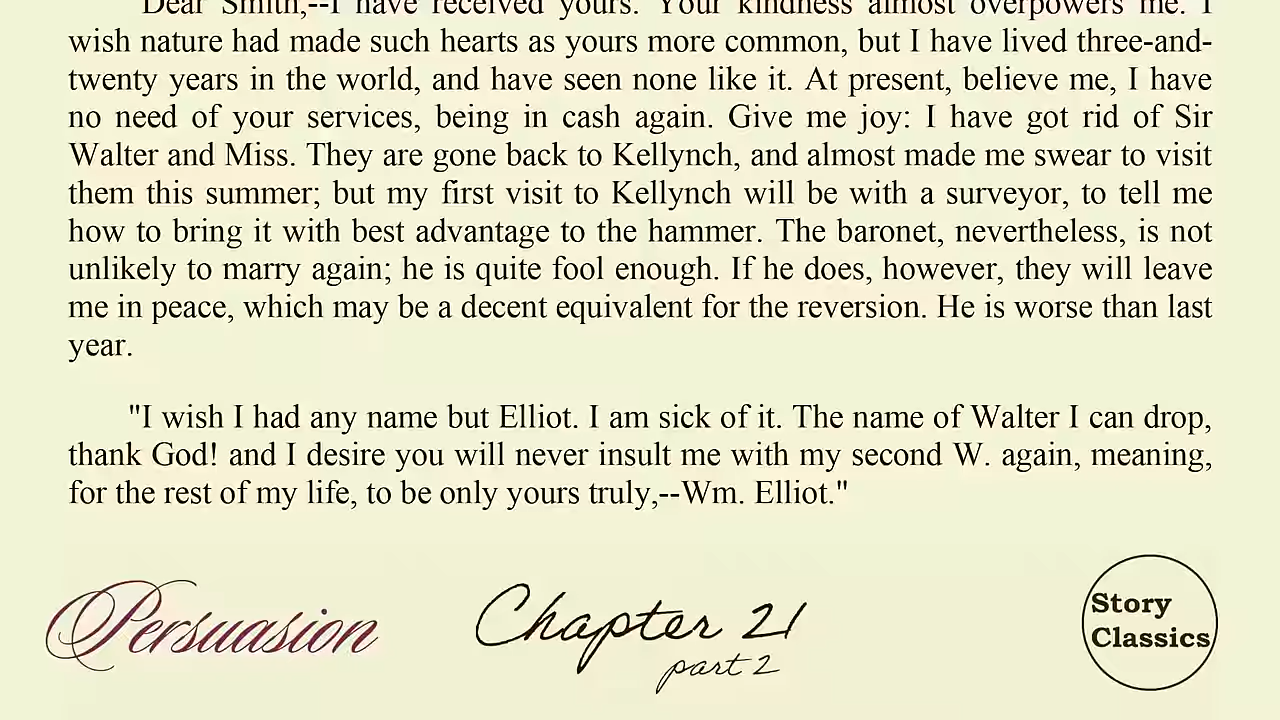 "Dear Smith,--I have received yours. Your kindness almost overpowers me. I
wish nature had made such hearts as yours more common, but I have lived three-and-
twenty years in the world, and have seen none like it. At present, believe me, I have
no need of your services, being in cash again. Give me joy: I have got rid of Sir
Walter and Miss. They are gone back to Kellynch, and almost made me swear to visit
them this summer; but my first visit to Kellynch will be with a surveyor, to tell me
how to bring it with best advantage to the hammer. The baronet, nevertheless, is not
unlikely to marry again; he is quite fool enough. If he does, however, they will leave
me in peace, which may be a decent equivalent for the reversion. He is worse than last
year.
"I wish I had any name but Elliot. I am sick of it. The name of Walter I can drop,
thank God! and I desire you will never insult me with my second W. again, meaning,
for the rest of my life, to be only yours truly,--Wm. Elliot."
Persuasion
Chapter 21
part 2
Story
Classics